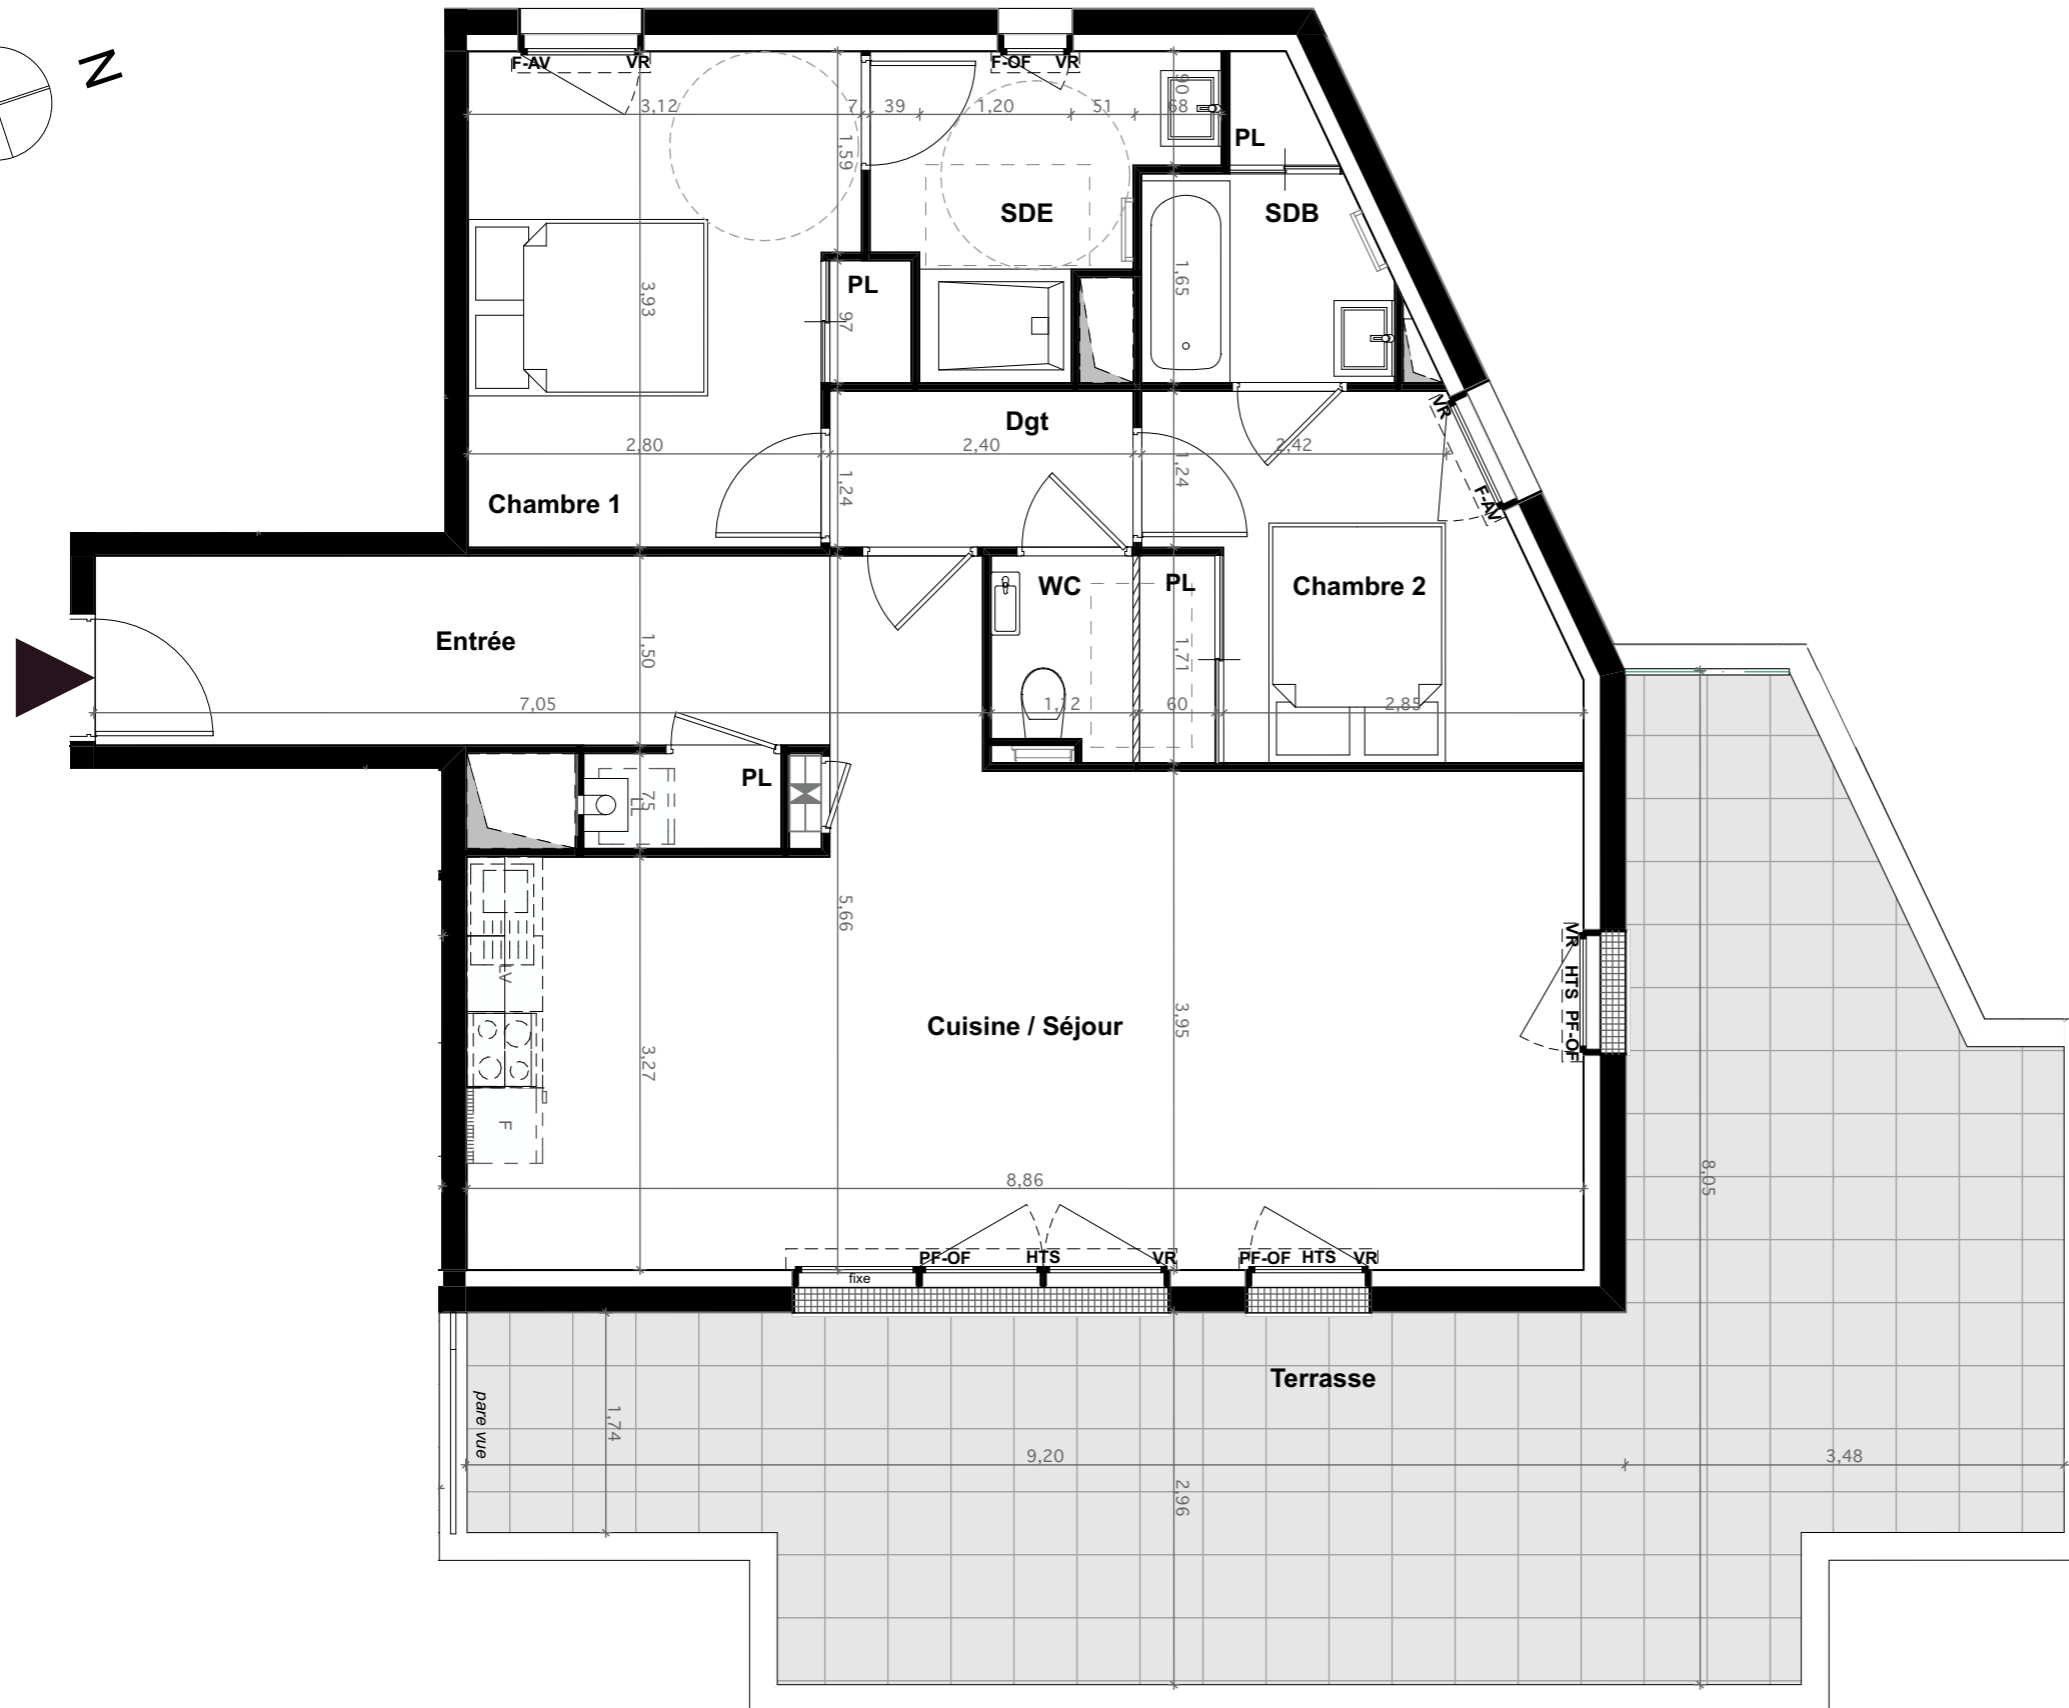 N
F-AV VR
F-OF VR
3,12 7 39 1,20 51 68
90
PL
1,59
SDE
SDB
PL
3,93
97
1,65
Dgt
VR
F-AV
2,80
2,40
2,42
1,24
1,24
Chambre 1
WC
PL
Chambre 2
Entrée
1,50
1,71
7,05
1,12
60
2,85
PL
LL
75
5,66
VR HTS PF-OF
LV
3,95
Cuisine / Séjour
3,27
F
8,86
8,05
PF-OF HTS VR
PF-OF HTS VR
fixe
Terrasse
pare vue
1,74
9,20
3,48
2,96